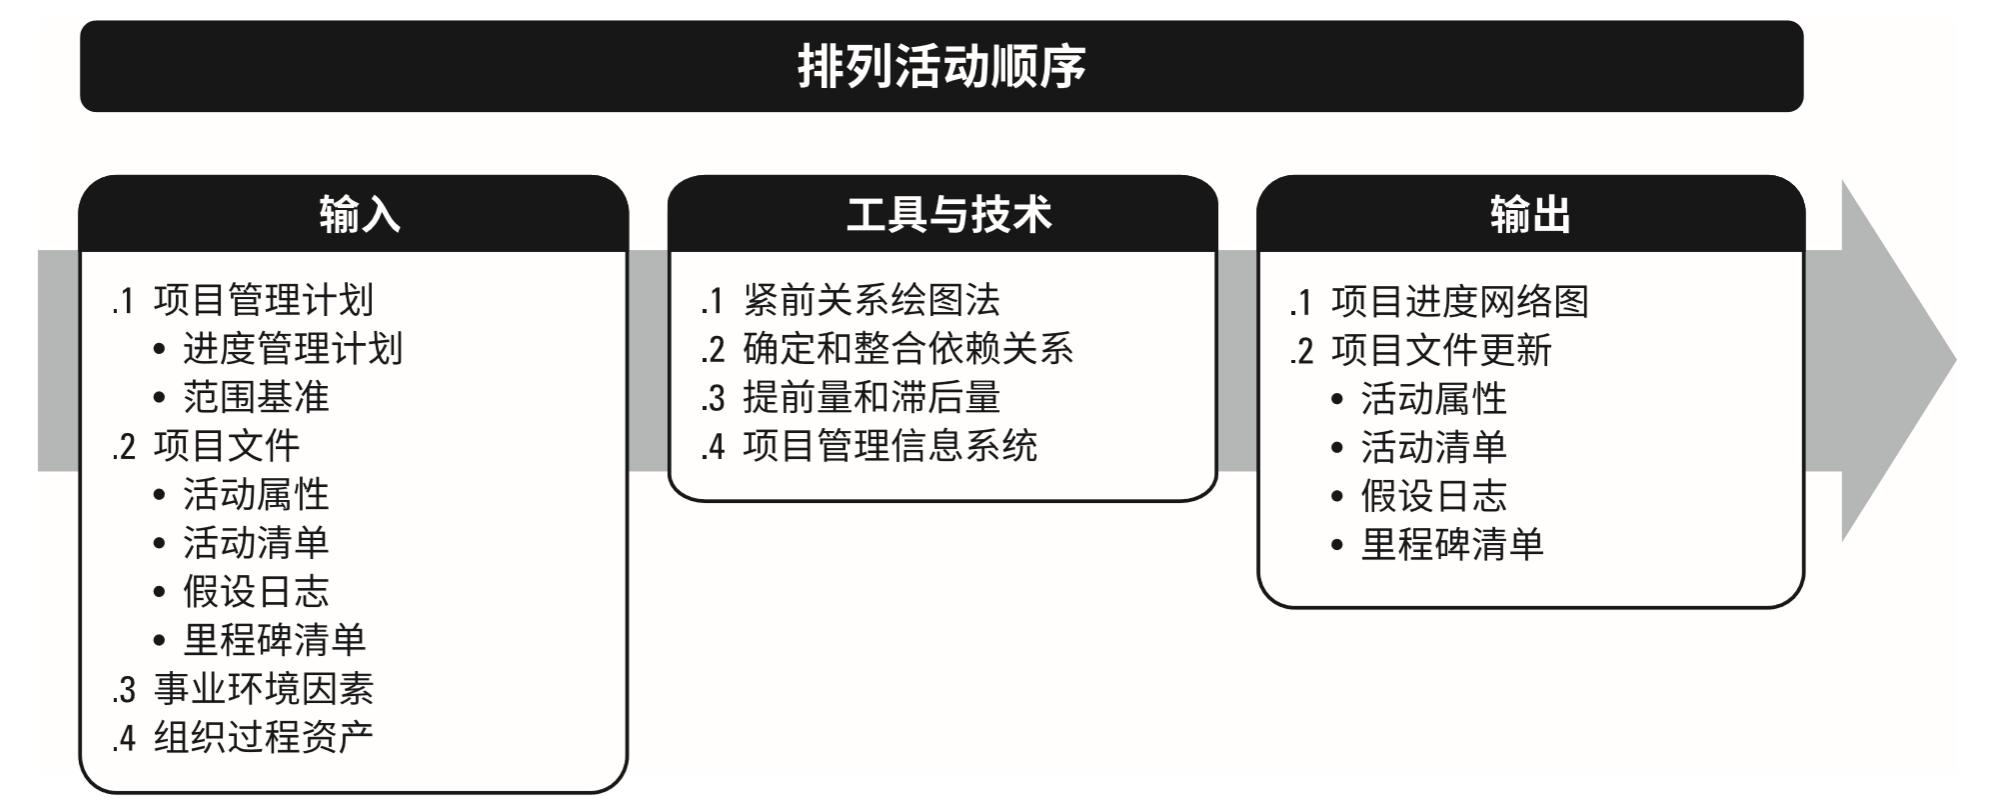 排列活动顺序
输入
.1 项目管理计划
• 进度管理计划
• 范围基准
.2 项目文件
• 活动属性
• 活动清单
• 假设日志
• 里程碑清单
.3 事业环境因素
.4 组织过程资产
工具与技术
.1 紧前关系绘图法
.2 确定和整合依赖关系
.3 提前量和滞后量
.4 项目管理信息系统
输出
.1 项目进度网络图
.2 项目文件更新
• 活动属性
• 活动清单
• 假设日志
• 里程碑清单